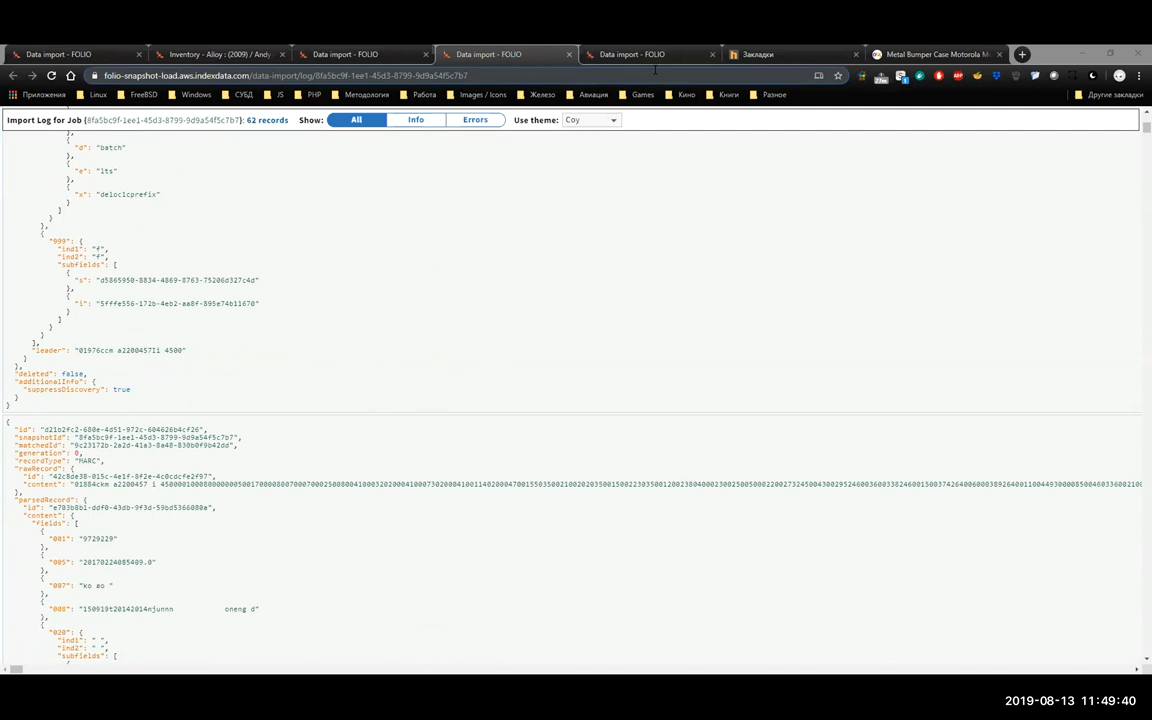 Data import - FOLIO
Inventory - Alloy : (2009) / Andy
Data import - FOLIO
Data import - FOLIO
Data import - FOLIO
Закладки
Metal Bumper Case Motorola M
folio-snapshot-load.aws.indexdata.com/data-import/log/8fa5bc9f-1ee1-45d3-8799-9d9a54f5c7b7
Приложения Linux FreeBSD Windows СУБД JS PHP Методология Работа Images / Icons Железо Авиация Games Кино Книги Разное Другие закладки
Import Log for Job {8fa5bc9f-1ee1-45d3-8799-9d9a54f5c7b7}: 62 records Show: All Info Errors Use theme: Coy
},
{
"d": "batch"
},
{
"e": "lts"
},
{
"x": "deloclcprefix"
}
]
}
},
{
"999": {
"ind1": "f",
"ind2": "f",
"subfields": [
{
"s": "d5865950-8834-4869-8763-75206d327c4d"
},
{
"i": "5fffe556-172b-4eb2-aa8f-895e74b11670"
}
]
}
}
],
"leader": "01976ccm a2200457Ii 4500"
}
},
"deleted": false,
"additionalInfo": {
"suppressDiscovery": true
}
}
{
"id": "d21b2fc2-680e-4d51-972c-604626b4cf26",
"snapshotId": "8fa5bc9f-1ee1-45d3-8799-9d9a54f5c7b7",
"matchedId": "9c23172b-2a2d-41a3-8a48-830b0f9b42dd",
"generation": 0,
"recordType": "MARC",
"rawRecord": {
"id": "42c8de38-015c-4e1f-8f2e-4c0cdcfe2f97",
"content":
},
"parsedRecord": {
"id": "e703b8b1-ddf0-43db-9f3d-59bd5366080a",
"content": {
"fields": [
{
"001": "9729229"
},
{
"005": "20170224085409.0"
},
{
"007":
},
{
"008": "150919t20142014njunnn oneng d"
},
{
"020": {
"ind1": " ",
"ind2": " ",
"subfields": [
2019-08-13 11:49:40